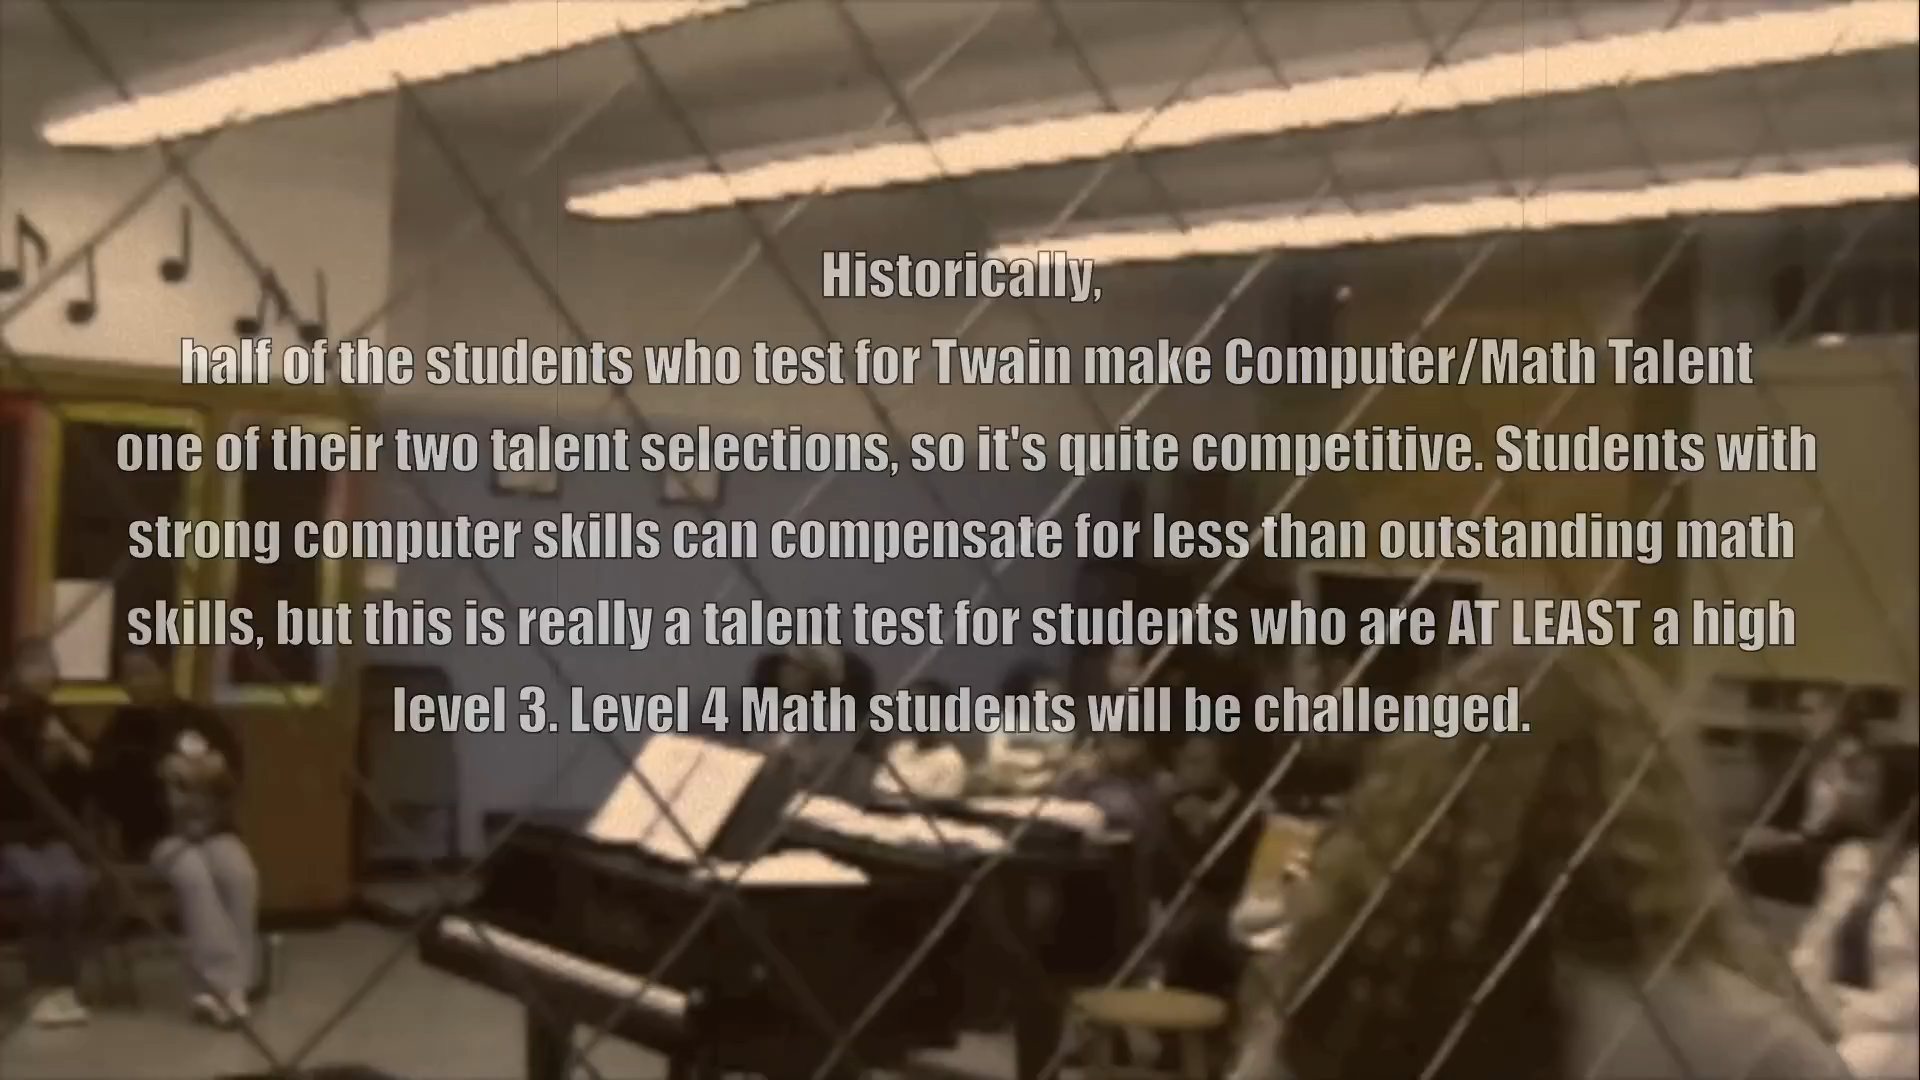 Historically,
half of the students who test for Twain make Computer/Math Talent
one of their two talent selections, so it's quite competitive. Students with
strong computer skills can compensate for less than outstanding math
skills, but this is really a talent test for students who are AT LEAST a high
level 3. Level 4 Math students will be challenged.